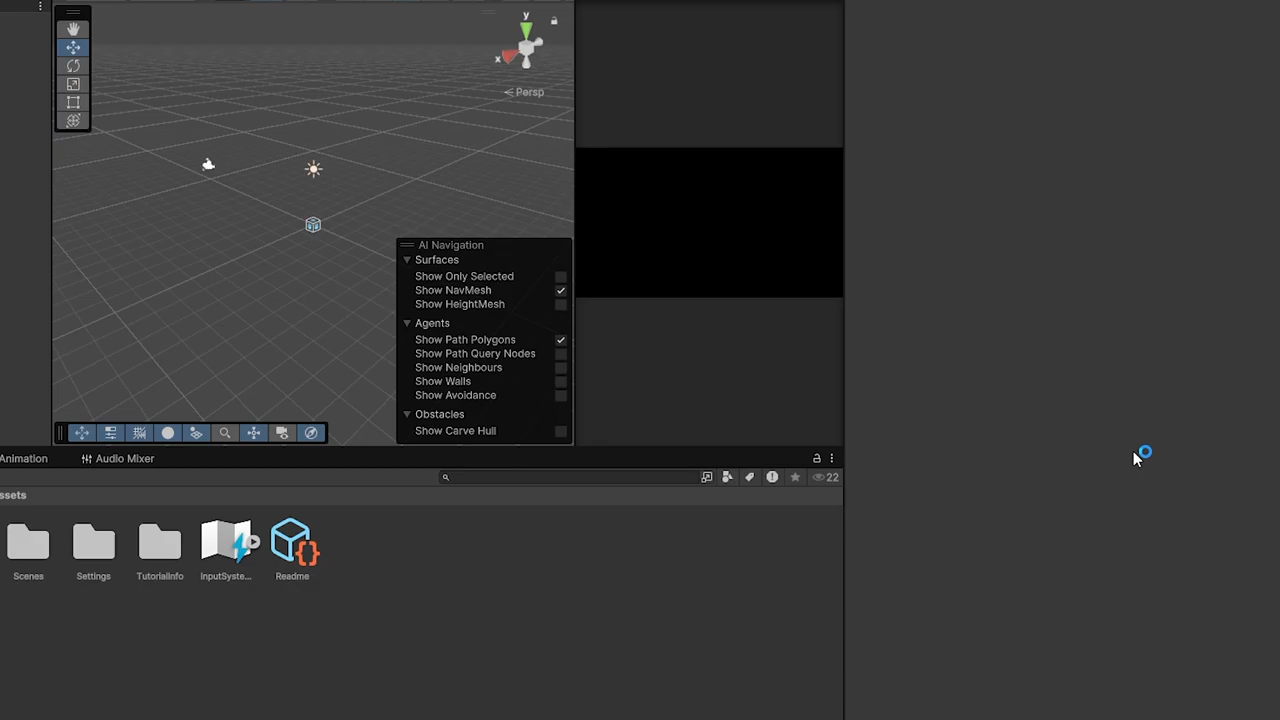 y
x
Persp
AI Navigation
Surfaces
Show Only Selected
Show NavMesh
Show HeightMesh
Agents
Show Path Polygons
Show Path Query Nodes
Show Neighbours
Show Walls
Show Avoidance
Obstacles
Show Carve Hull
Animation
Audio Mixer
22
ssets
Scenes
Settings
TutorialInfo
InputSyste...
Readme